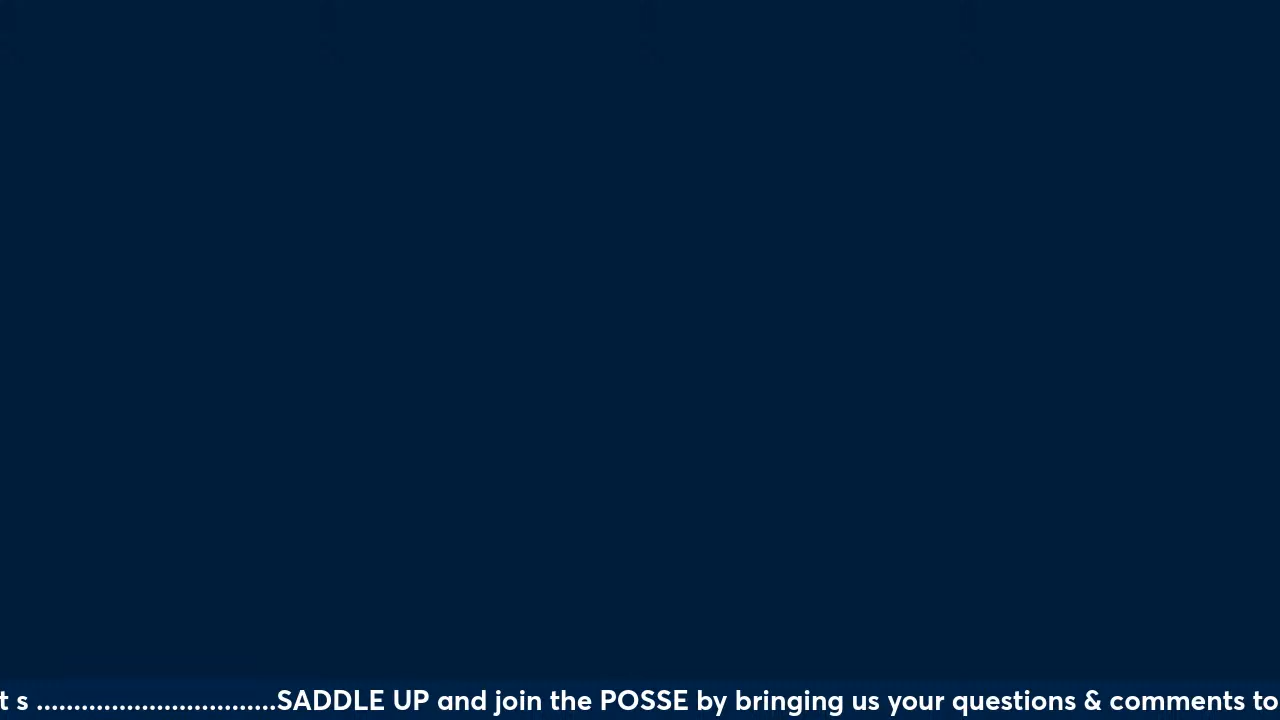 t s ................................SADDLE UP and join the POSSE by bringing us your questions & comments to